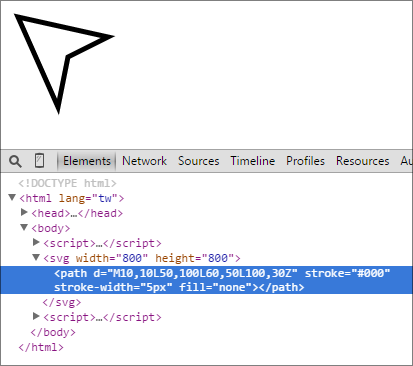 Elements Network Sources Timeline Profiles Resources Au
<!DOCTYPE html>
▼<html lang="tw">
▶<head>…</head>
▼<body>
▶<script>…</script>
▼<svg width="800" height="800">
<path d="M10,10L50,100L60,50L100,30Z" stroke="#000"
stroke-width="5px" fill="none"></path>
</svg>
▶<script>…</script>
</body>
</html>